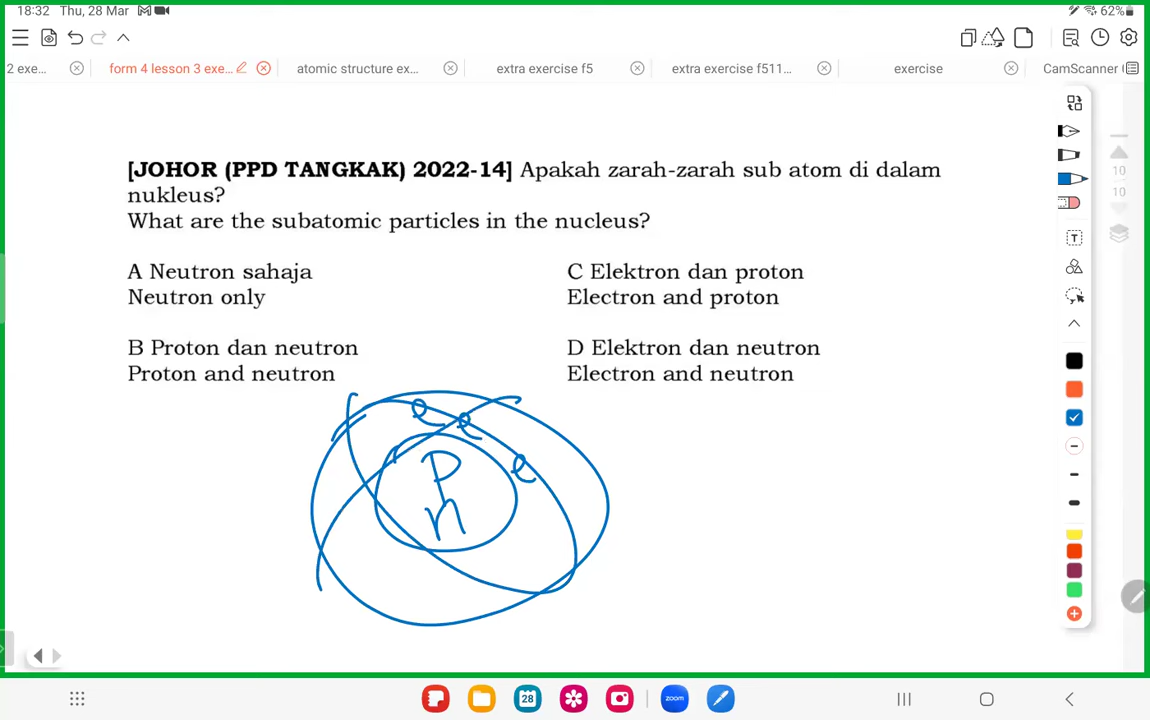 18:32 Thu, 28 Mar
62%
2 exe...
form 4 lesson 3 exe...
atomic structure ex...
extra exercise f5
extra exercise f511...
exercise
CamScanner
[JOHOR (PPD TANGKAK) 2022-14] Apakah zarah-zarah sub atom di dalam
nukleus?
What are the subatomic particles in the nucleus?
A Neutron sahaja
Neutron only
C Elektron dan proton
Electron and proton
B Proton dan neutron
Proton and neutron
D Elektron dan neutron
Electron and neutron
e e
e
P
n
10
10
T
28
zoom